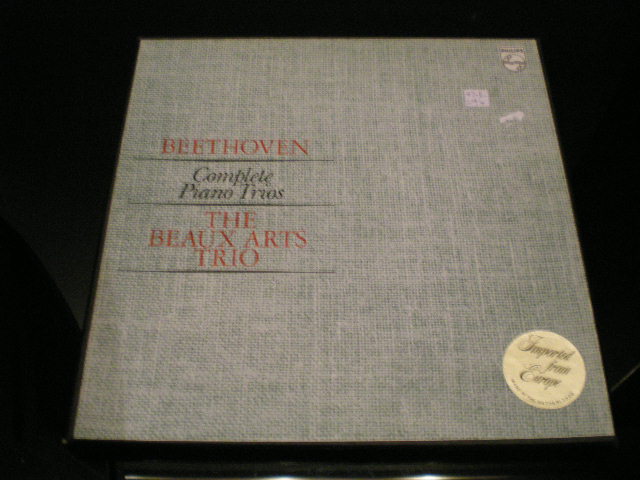 PHILIPS
BEETHOVEN
Complete
Piano Trios
THE
BEAUX ARTS
TRIO
Imported
from
Europe